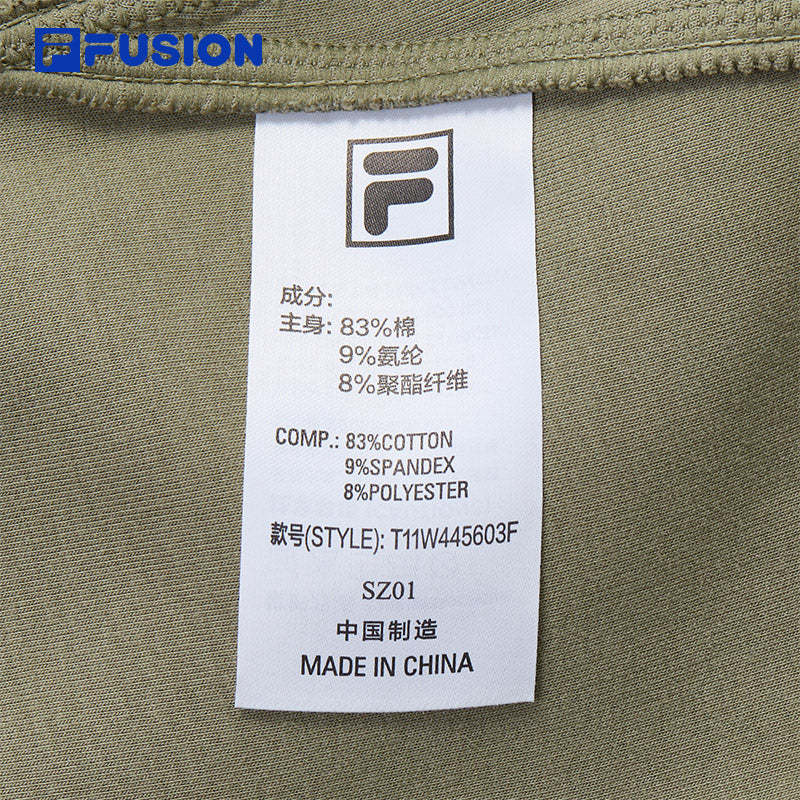 FUSION
F
成分:
主身: 83%棉
9%氨纶
8%聚酯纤维
COMP.: 83%COTTON
9%SPANDEX
8%POLYESTER
款号(STYLE): T11W445603F
SZ01
中国制造
MADE IN CHINA